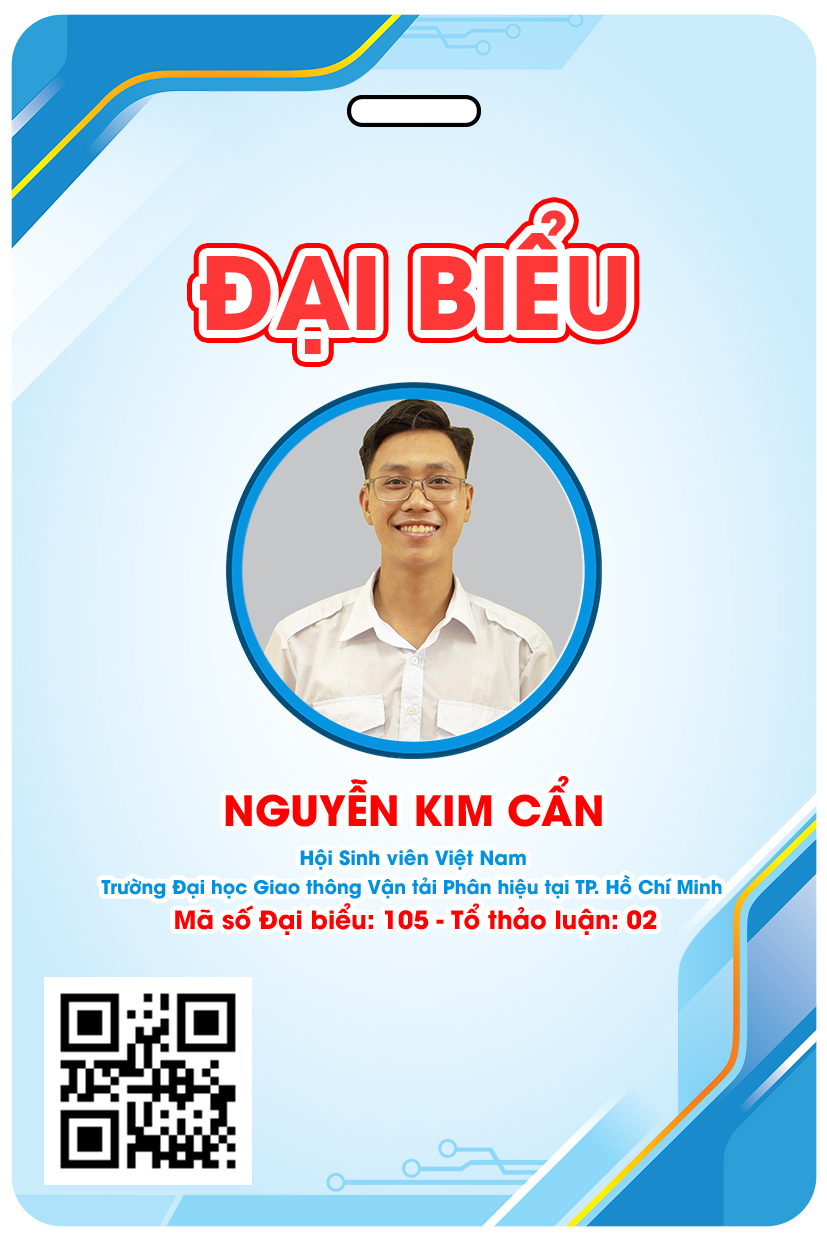 ĐẠI BIỂU
NGUYỄN KIM CẨN
Hội Sinh viên Việt Nam
Trường Đại học Giao thông Vận tải Phân hiệu tại TP. Hồ Chí Minh
Mã số Đại biểu: 105 - Tổ thảo luận: 02